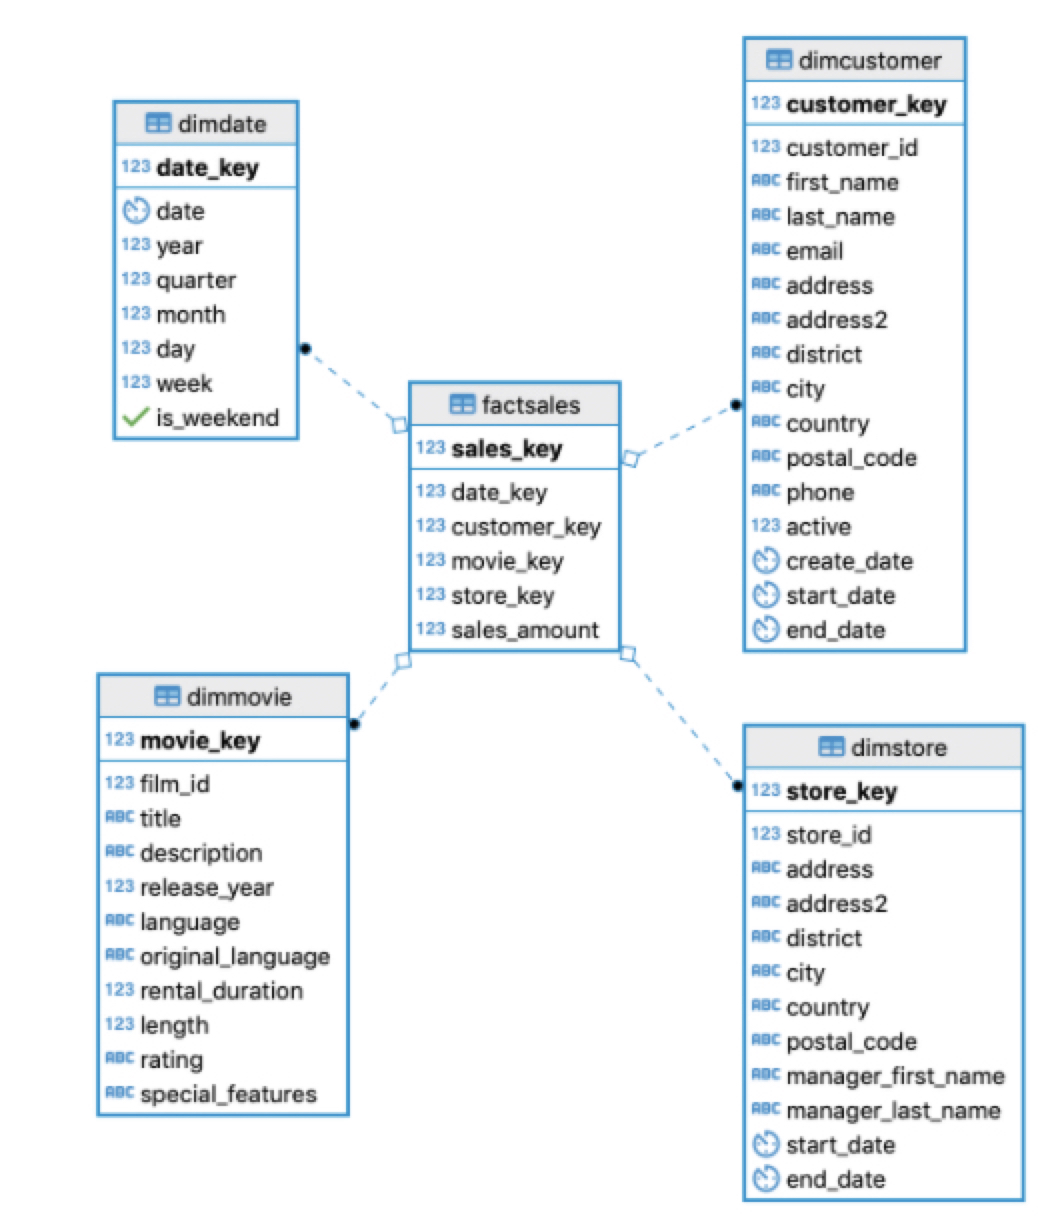 dimdate
123 date_key
date
123 year
123 quarter
123 month
123 day
123 week
is_weekend
dimcustomer
123 customer_key
123 customer_id
ABC first_name
ABC last_name
ABC email
ABC address
ABC address2
ABC district
ABC city
ABC country
ABC postal_code
ABC phone
123 active
create_date
start_date
end_date
factsales
123 sales_key
123 date_key
123 customer_key
123 movie_key
123 store_key
123 sales_amount
dimmovie
123 movie_key
123 film_id
ABC title
ABC description
123 release_year
ABC language
ABC original_language
123 rental_duration
123 length
ABC rating
ABC special_features
dimstore
123 store_key
123 store_id
ABC address
ABC address2
ABC district
ABC city
ABC country
ABC postal_code
ABC manager_first_name
ABC manager_last_name
start_date
end_date